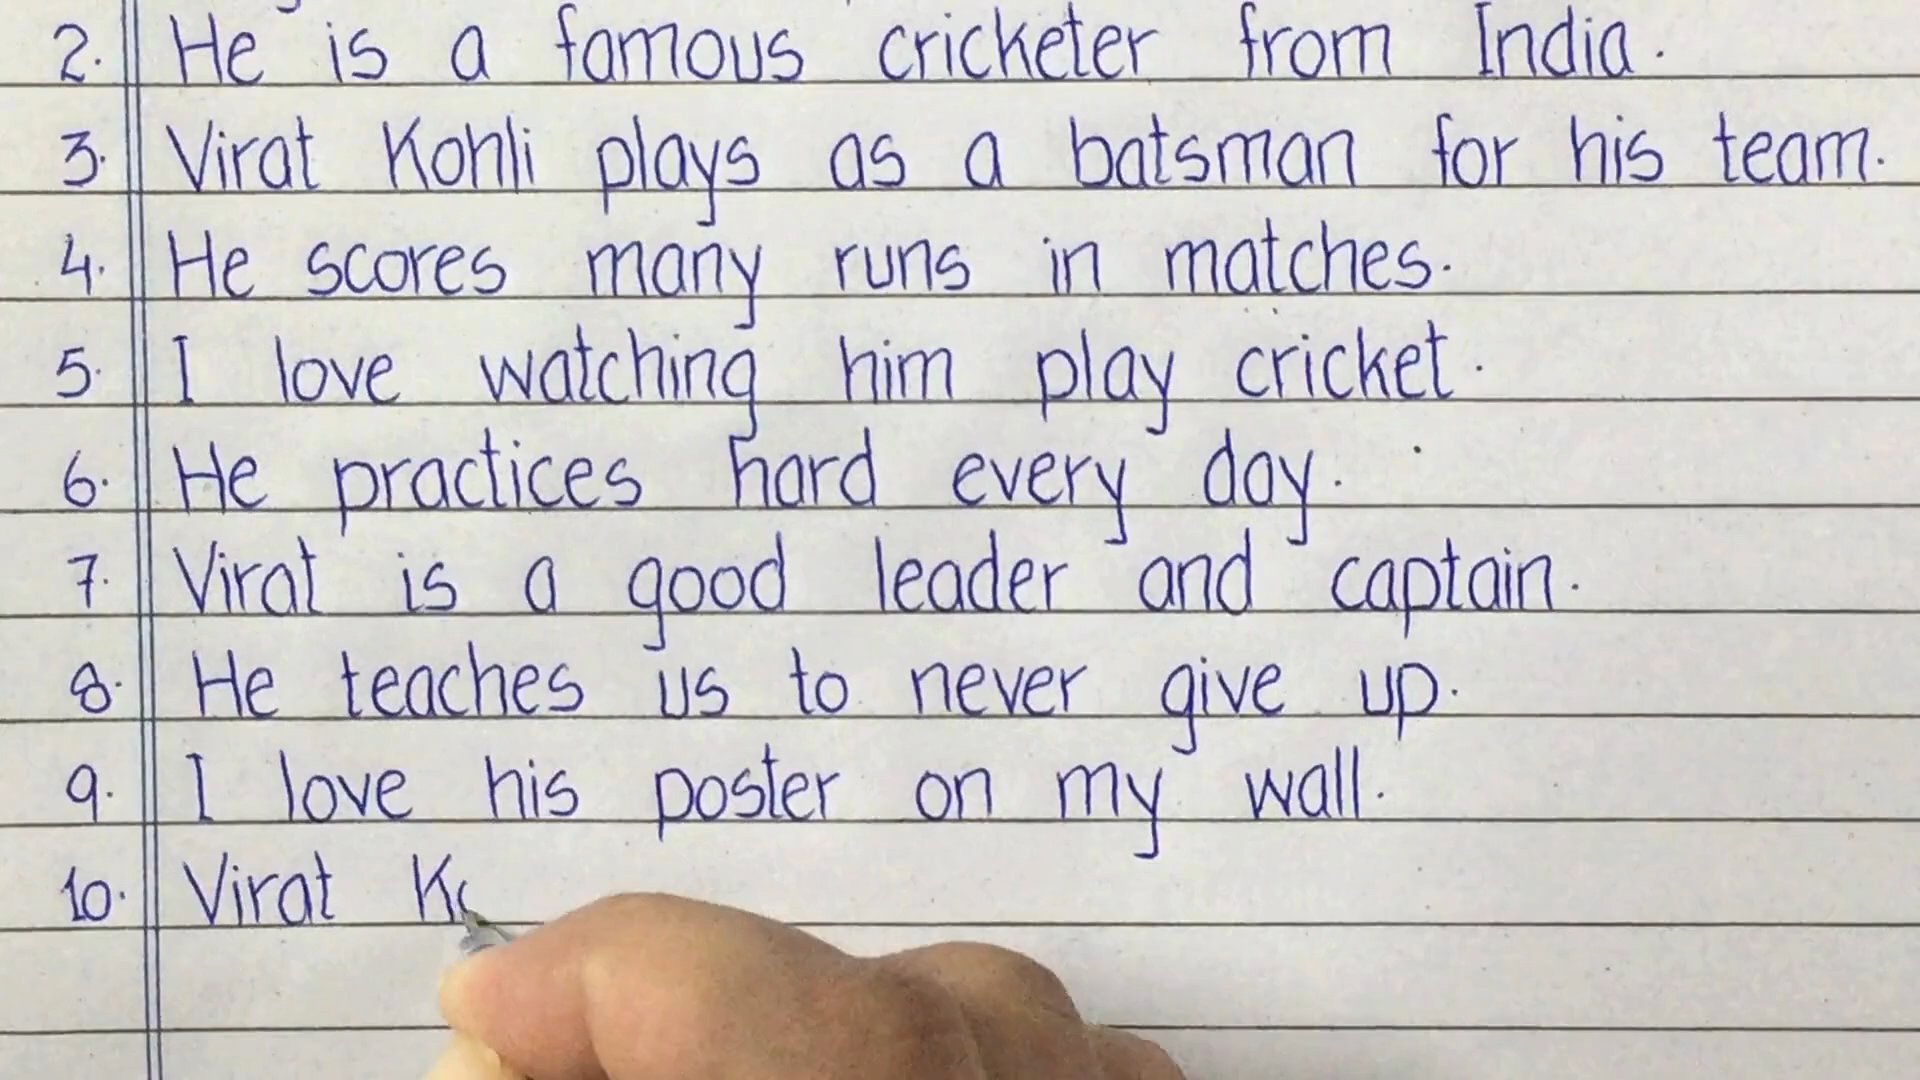 2. He is a famous cricketer from India.
3. Virat Kohli plays as a batsman for his team.
4. He scores many runs in matches.
5. I love watching him play cricket.
6. He practices hard every day.
7. Virat is a good leader and captain.
8. He teaches us to never give up.
9. I love his poster on my wall.
10. Virat